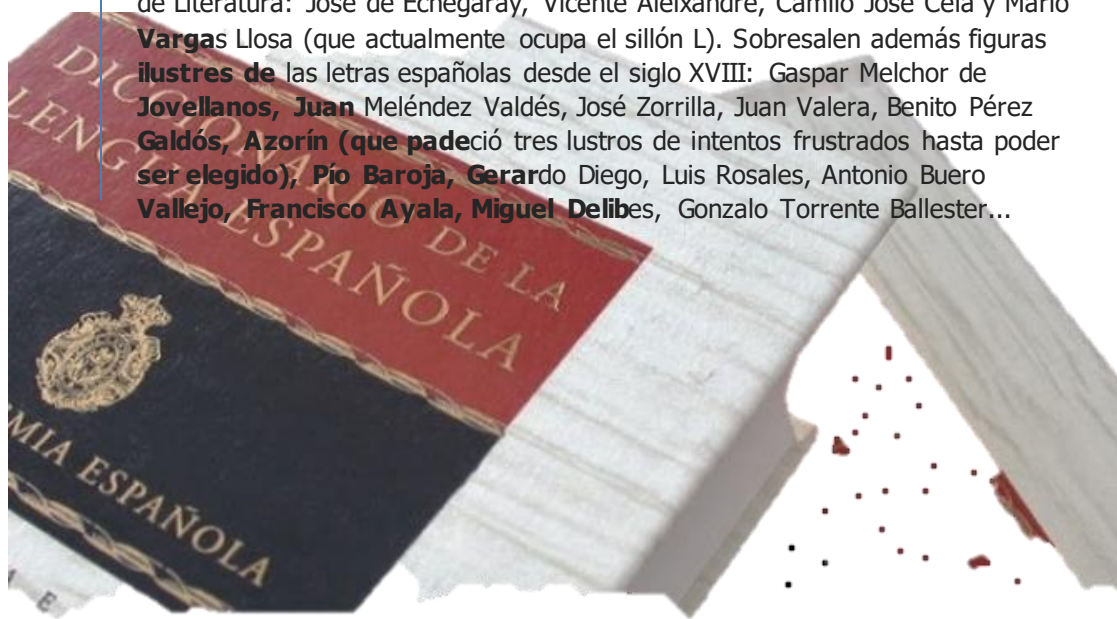 de Literatura: José de Echegaray, Vicente Aleixandre, Camilo José Cela y Mario
Vargas Llosa (que actualmente ocupa el sillón L). Sobresalen además figuras
ilustres de las letras españolas desde el siglo XVIII: Gaspar Melchor de
Jovellanos, Juan Meléndez Valdés, José Zorrilla, Juan Valera, Benito Pérez
Galdós, Azorín (que padeció tres lustros de intentos frustrados hasta poder
ser elegido), Pío Baroja, Gerardo Diego, Luis Rosales, Antonio Buero
Vallejo, Francisco Ayala, Miguel Delibes, Gonzalo Torrente Ballester...
DICCIONARIO DE LA
LENGUA ESPAÑOLA
MIA ESPAÑOLA
E